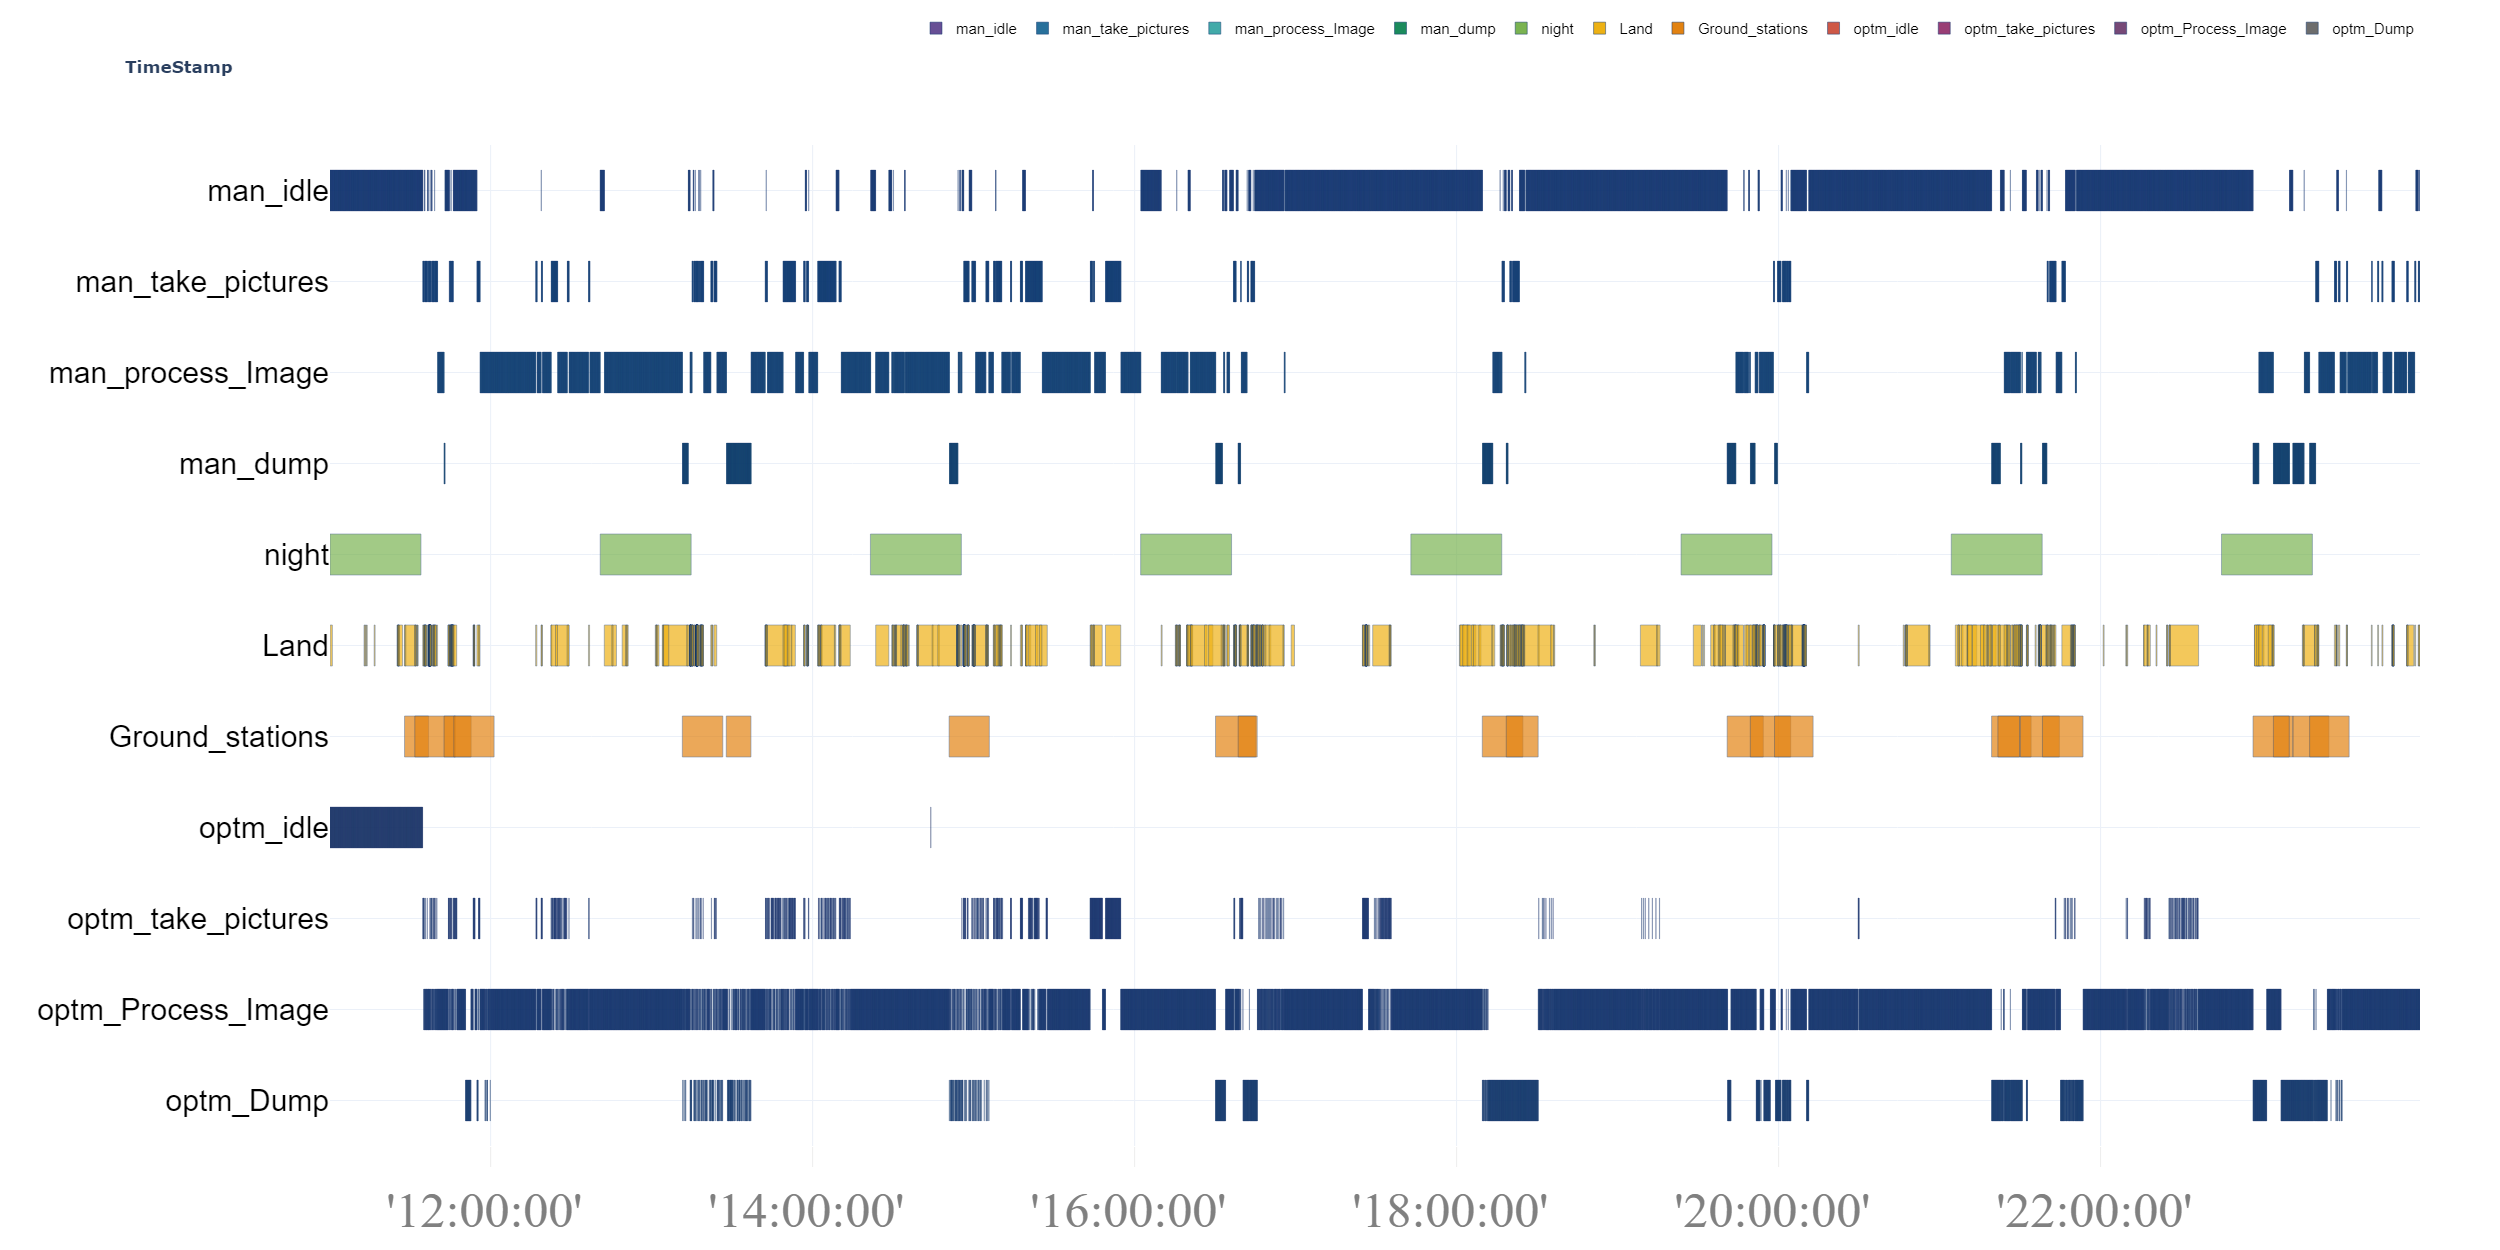 man_idle man_take_pictures man_process_Image man_dump night Land Ground_stations optm_idle optm_take_pictures optm_Process_Image optm_Dump
TimeStamp
man_idle
man_take_pictures
man_process_Image
man_dump
night
Land
Ground_stations
optm_idle
optm_take_pictures
optm_Process_Image
optm_Dump
'12:00:00' '14:00:00' '16:00:00' '18:00:00' '20:00:00' '22:00:00'